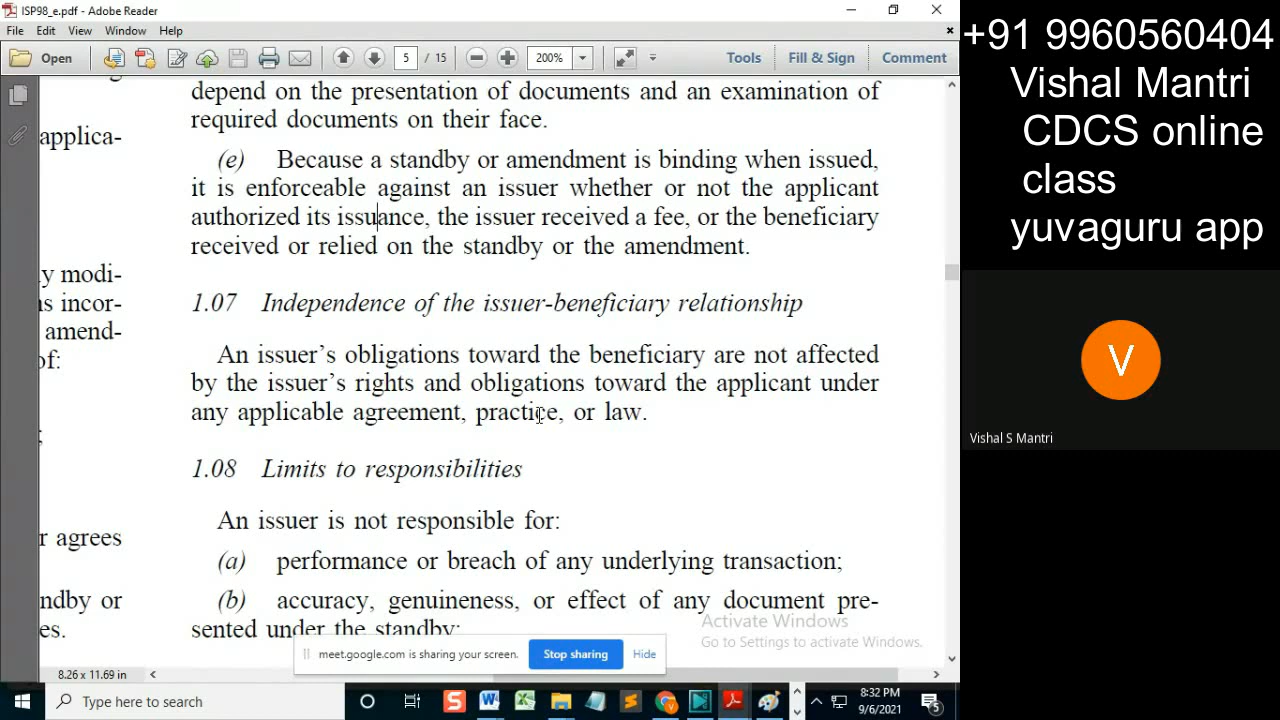 ISP98_e.pdf - Adobe Reader
File Edit View Window Help
Open 5 / 15 200% Tools Fill & Sign Comment
depend on the presentation of documents and an examination of
required documents on their face.
(e) Because a standby or amendment is binding when issued,
it is enforceable against an issuer whether or not the applicant
authorized its issuance, the issuer received a fee, or the beneficiary
received or relied on the standby or the amendment.
1.07 Independence of the issuer-beneficiary relationship
An issuer's obligations toward the beneficiary are not affected
by the issuer's rights and obligations toward the applicant under
any applicable agreement, practice, or law.
1.08 Limits to responsibilities
An issuer is not responsible for:
(a) performance or breach of any underlying transaction;
(b) accuracy, genuineness, or effect of any document pre-
sented under the standby;
applica-
y modi-
s incor-
amend-
of:
r agrees
ndby or
es.
Activate Windows
Go to Settings to activate Windows.
meet.google.com is sharing your screen. Stop sharing Hide
8.26 x 11.69 in
Type here to search
8:32 PM
9/6/2021
5
+91 9960560404
Vishal Mantri
CDCS online
class
yuvaguru app
V
Vishal S Mantri